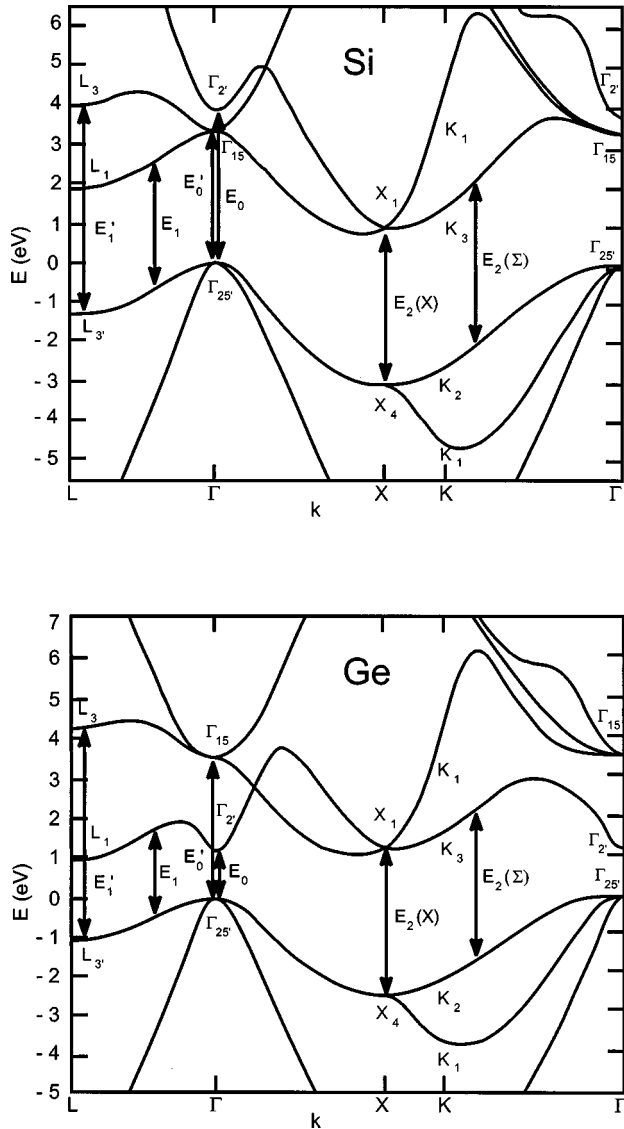 Si
E (eV)
6
5
4
3
2
1
0
- 1
- 2
- 3
- 4
- 5
L₃
L₁
L₃'
E₁'
E₁
E₀'
E₀
Γ₂'
Γ₁₅
Γ₂₅'
X₁
X₄
E₂(X)
K₁
K₃
E₂(Σ)
K₂
K₁
Γ₂'
Γ₁₅
Γ₂₅'
L Γ X K Γ
k
Ge
E (eV)
7
6
5
4
3
2
1
0
- 1
- 2
- 3
- 4
- 5
L₃
L₁
L₃'
E₁'
E₁
Γ₁₅
Γ₂'
E₀'
E₀
Γ₂₅'
X₁
X₄
E₂(X)
K₁
K₃
E₂(Σ)
K₂
K₁
Γ₁₅
Γ₂'
Γ₂₅'
L Γ X K Γ
k